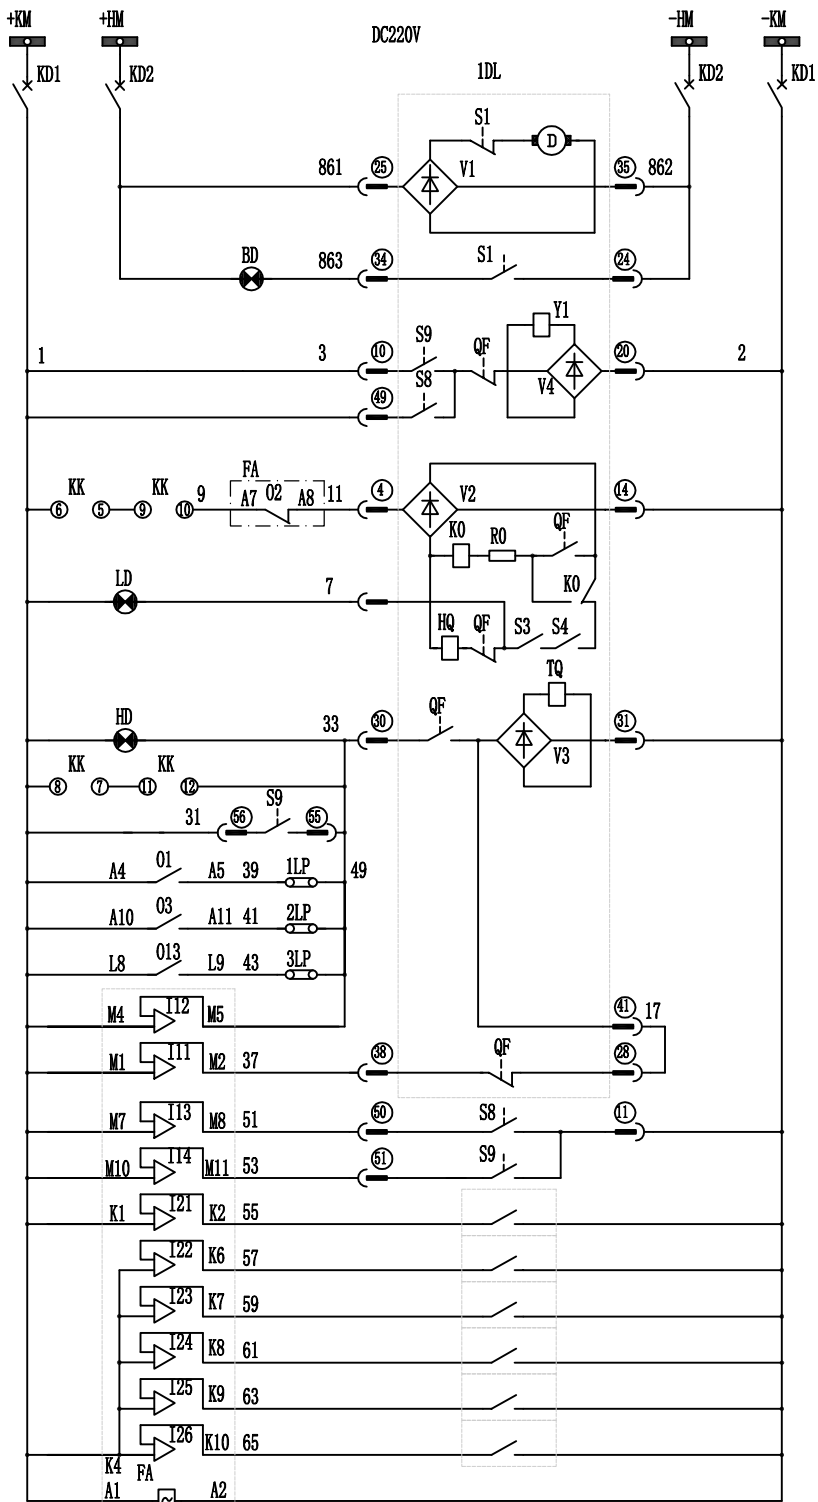 +KM +HM DC220V -HM -KM
KD1 KD2 1DL KD2 KD1
S1
D
861 25 V1 35 862
BD 863 34 S1 24
Y1
1 3 10 S9 QF V4 20 2
49 S8
KK KK 9 FA 11 4 V2 14
6 5 9 10 A7 02 A8
K0 R0 QF
K0
LD 7
HQ QF S3 S4
TQ
HD 33 30 QF V3 31
KK KK
8 7 11 12
31 56 S9 55
A4 01 A5 39 1LP 49
A10 03 A11 41 2LP
L8 013 L9 43 3LP
M4 I12 M5 41 17
M1 I11 M2 37 38 QF 28
M7 I13 M8 51 50 S8 11
M10 I14 M11 53 51 S9
K1 I21 K2 55
I22 K6 57
I23 K7 59
I24 K8 61
I25 K9 63
I26 K10 65
K4 FA
A1 A2